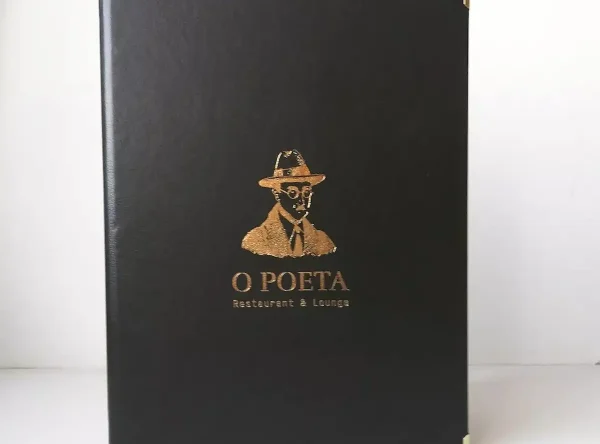 O POETA
Restaurant & Lounge